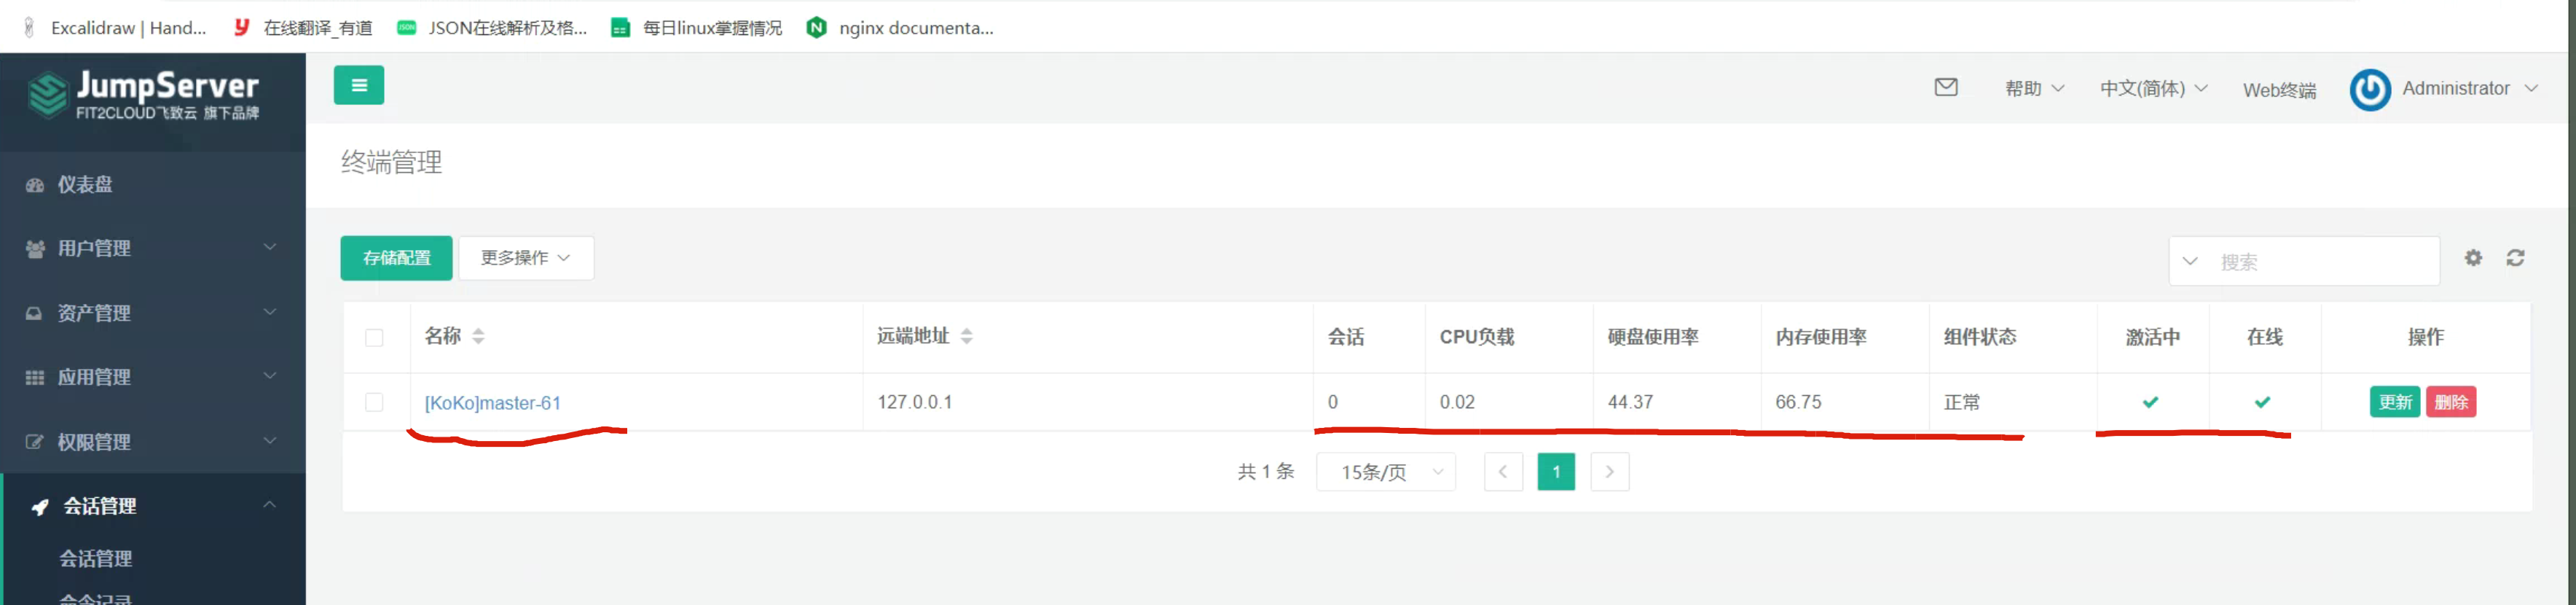 Excalidraw | Hand... 在线翻译_有道 JSON在线解析及格... 每日linux掌握情况 nginx documenta...
JumpServer
FIT2CLOUD飞致云 旗下品牌
帮助 中文(简体) Web终端 Administrator
终端管理
仪表盘
用户管理
资产管理
应用管理
权限管理
会话管理
会话管理
命令记录
存储配置 更多操作 搜索
名称 远端地址 会话 CPU负载 硬盘使用率 内存使用率 组件状态 激活中 在线 操作
[KoKo]master-61 127.0.0.1 0 0.02 44.37 66.75 正常 更新 删除
共 1 条 15条/页 1